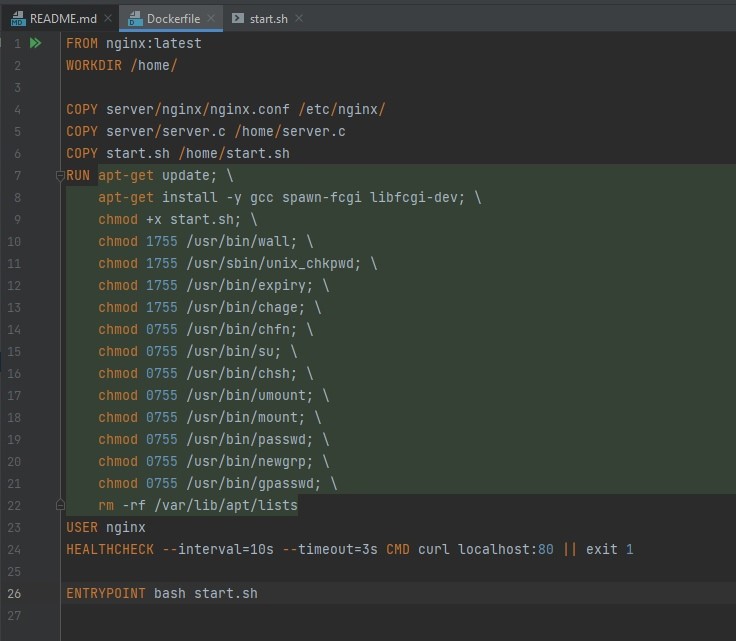 README.md Dockerfile start.sh
1 FROM nginx:latest
2 WORKDIR /home/
3
4 COPY server/nginx/nginx.conf /etc/nginx/
5 COPY server/server.c /home/server.c
6 COPY start.sh /home/start.sh
7 RUN apt-get update; \
8 apt-get install -y gcc spawn-fcgi libfcgi-dev; \
9 chmod +x start.sh; \
10 chmod 1755 /usr/bin/wall; \
11 chmod 1755 /usr/sbin/unix_chkpwd; \
12 chmod 1755 /usr/bin/expiry; \
13 chmod 1755 /usr/bin/chage; \
14 chmod 0755 /usr/bin/chfn; \
15 chmod 0755 /usr/bin/su; \
16 chmod 0755 /usr/bin/chsh; \
17 chmod 0755 /usr/bin/umount; \
18 chmod 0755 /usr/bin/mount; \
19 chmod 0755 /usr/bin/passwd; \
20 chmod 0755 /usr/bin/newgrp; \
21 chmod 0755 /usr/bin/gpasswd; \
22 rm -rf /var/lib/apt/lists
23 USER nginx
24 HEALTHCHECK --interval=10s --timeout=3s CMD curl localhost:80 || exit 1
25
26 ENTRYPOINT bash start.sh
27